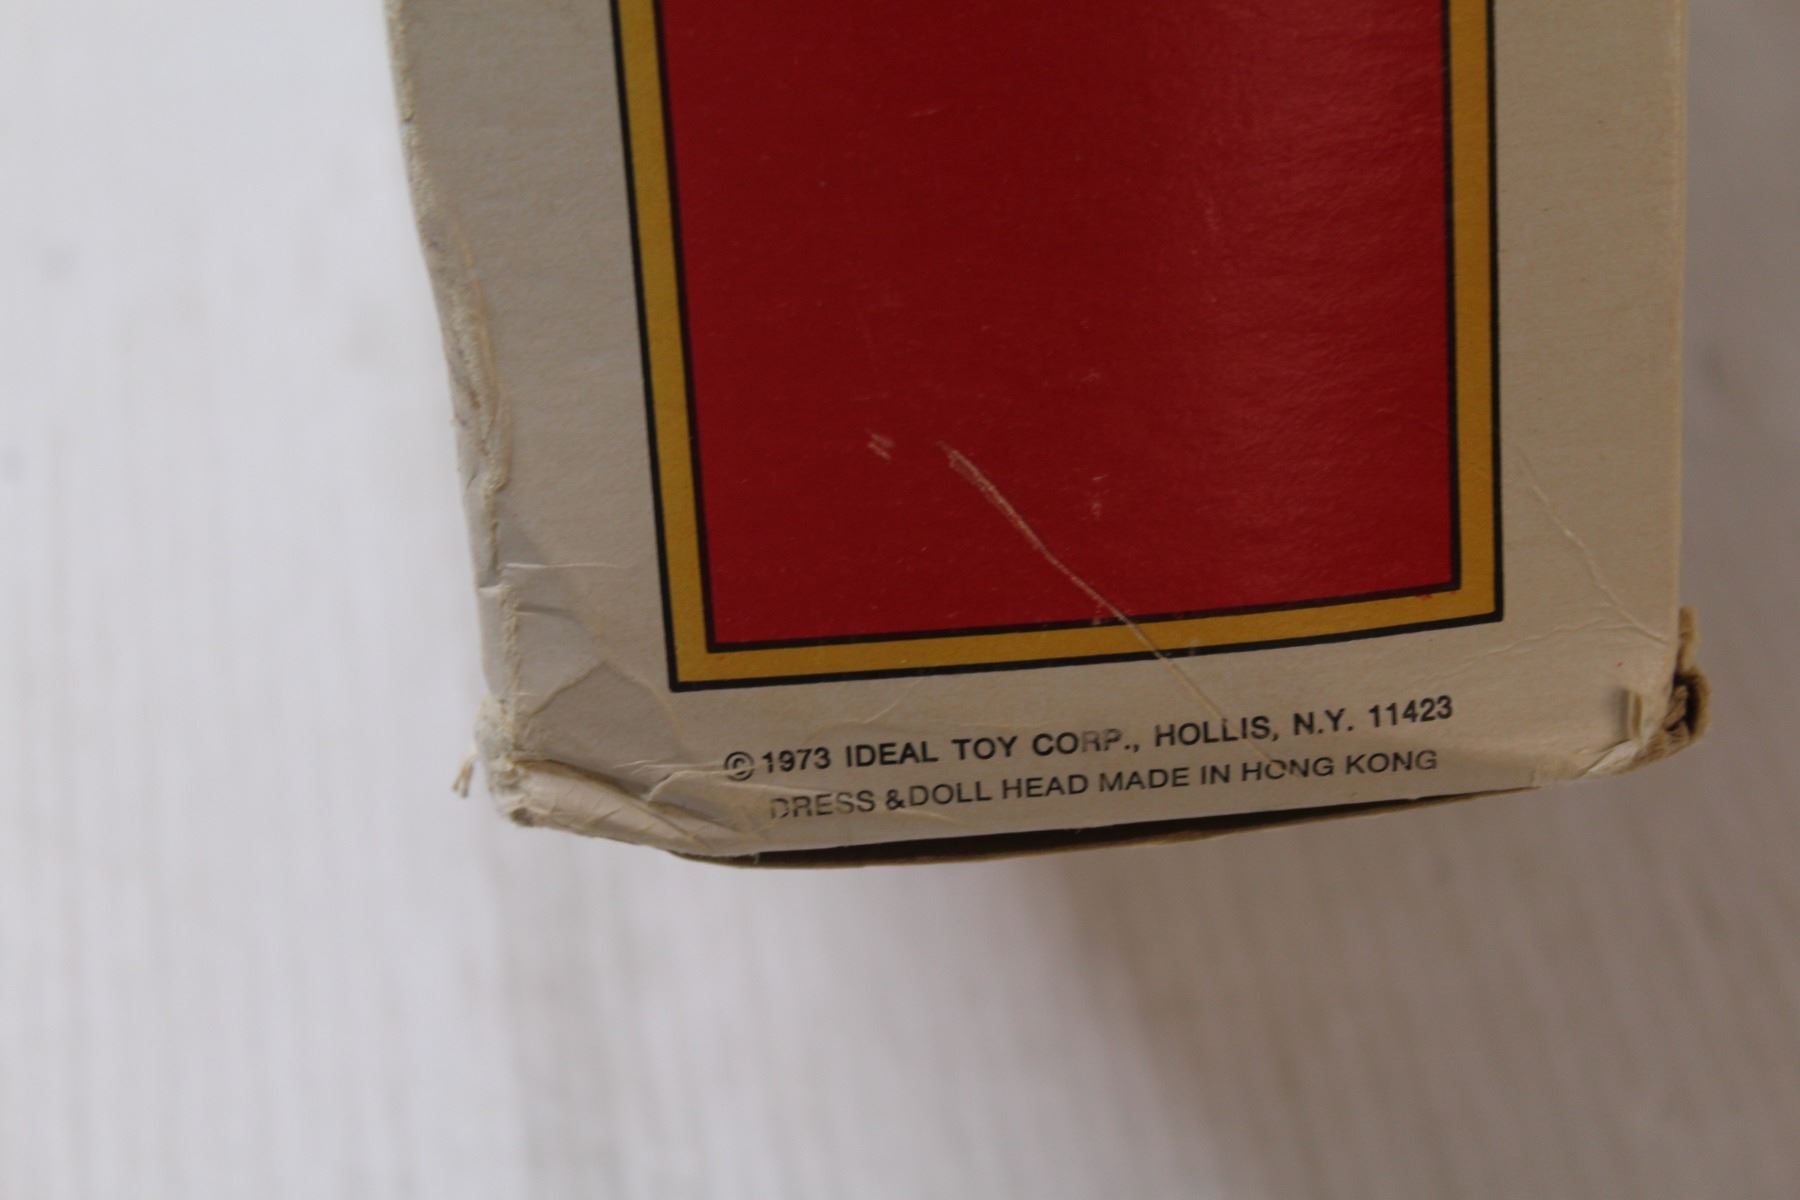 © 1973 IDEAL TOY CORP., HOLLIS, N.Y. 11423
DRESS & DOLL HEAD MADE IN HONG KONG